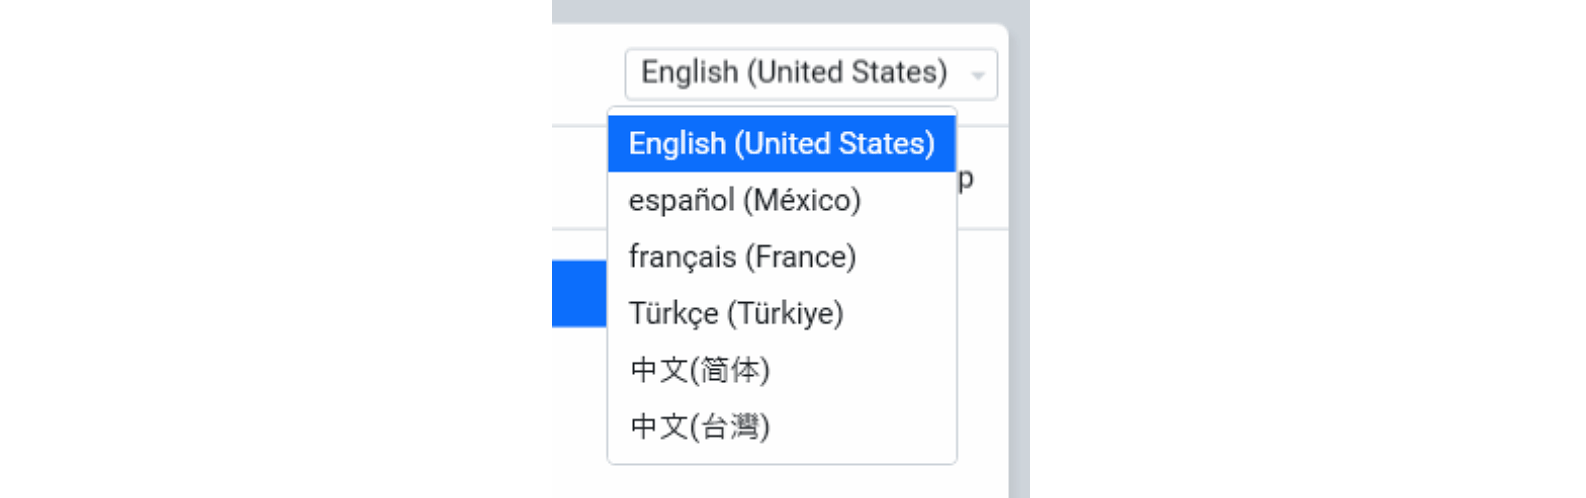 English (United States)
English (United States)
español (México)
p
français (France)
Türkçe (Türkiye)
中文(简体)
中文(台灣)